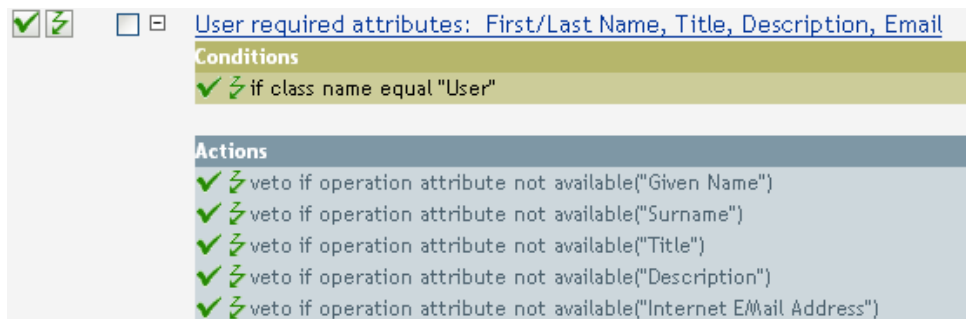 User required attributes: First/Last Name, Title, Description, Email
Conditions
if class name equal "User"
Actions
veto if operation attribute not available("Given Name")
veto if operation attribute not available("Surname")
veto if operation attribute not available("Title")
veto if operation attribute not available("Description")
veto if operation attribute not available("Internet EMail Address")